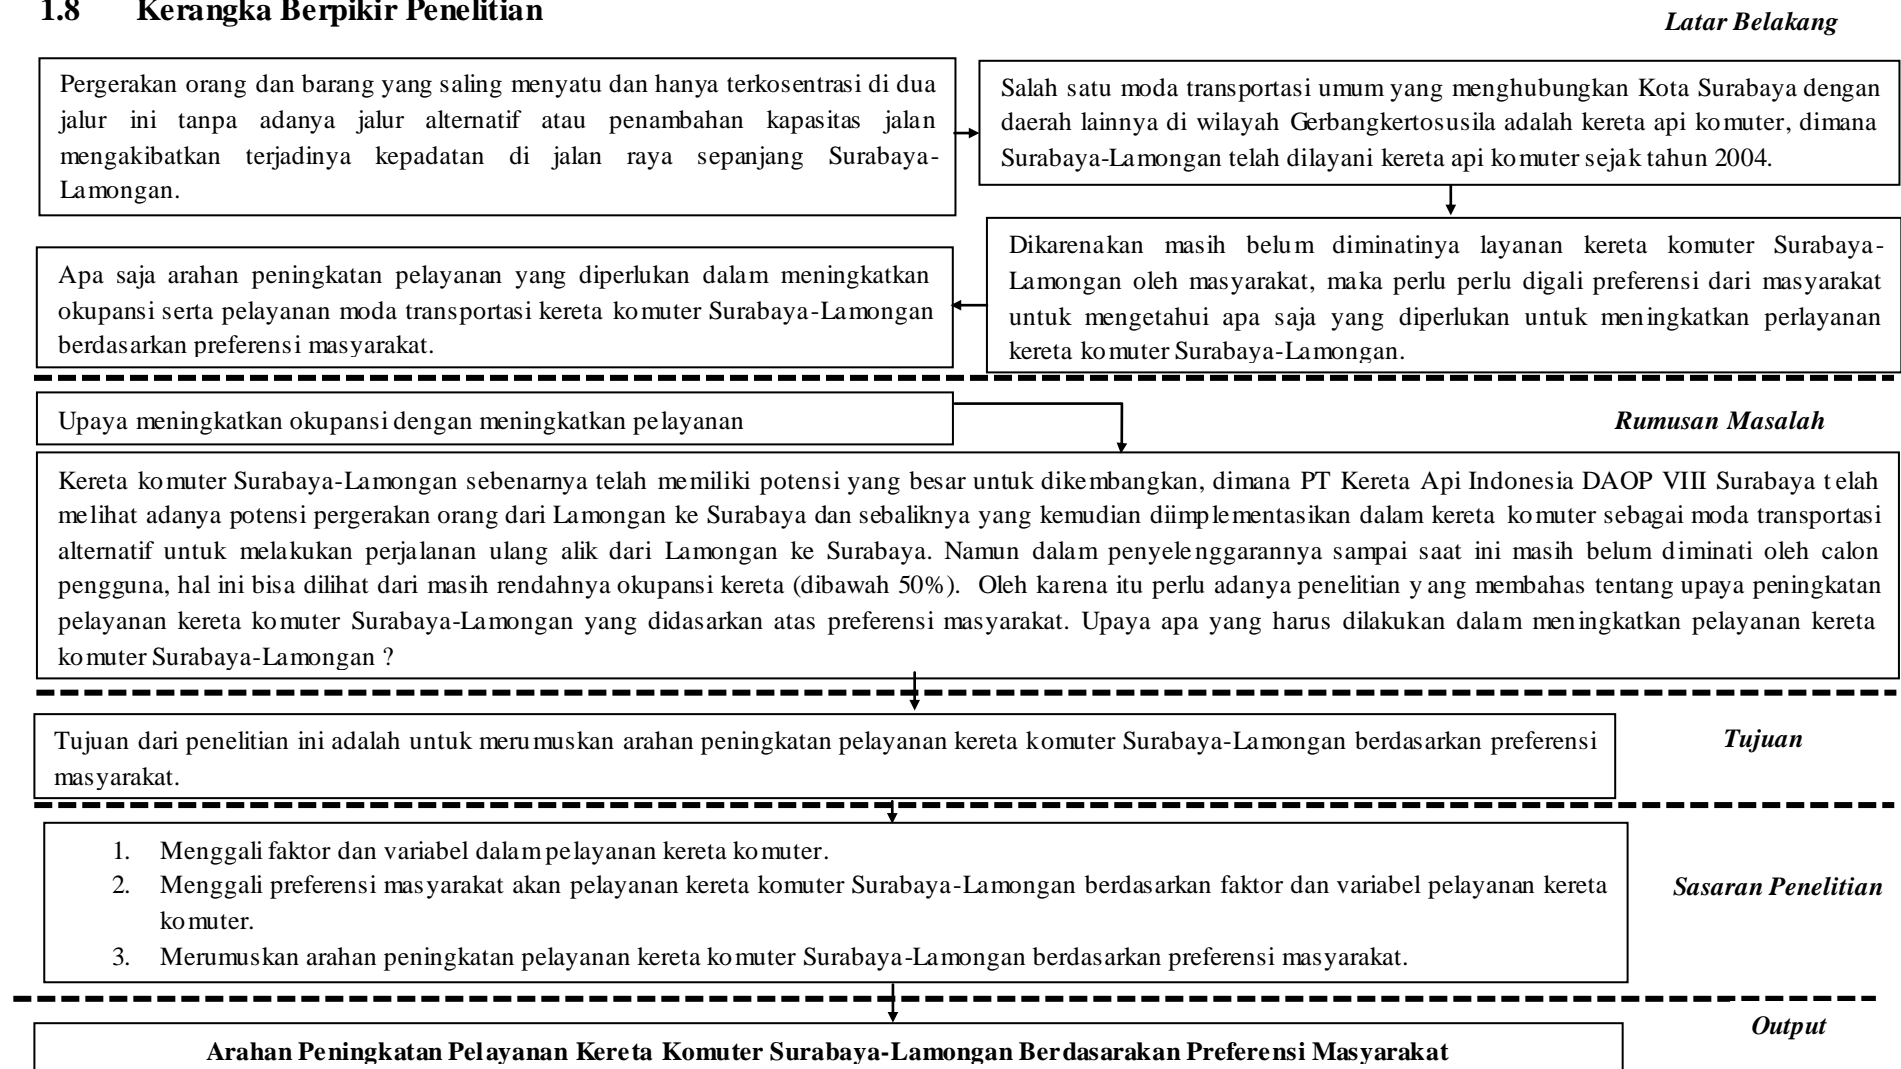 1.8 Kerangka Berpikir Penelitian
Latar Belakang
Pergerakan orang dan barang yang saling menyatu dan hanya terkosentrasi di dua
jalur ini tanpa adanya jalur alternatif atau penambahan kapasitas jalan
mengakibatkan terjadinya kepadatan di jalan raya sepanjang Surabaya-
Lamongan.
Salah satu moda transportasi umum yang menghubungkan Kota Surabaya dengan
daerah lainnya di wilayah Gerbangkertosusila adalah kereta api komuter, dimana
Surabaya-Lamongan telah dilayani kereta api komuter sejak tahun 2004.
Dikarenakan masih belum diminatinya layanan kereta komuter Surabaya-
Lamongan oleh masyarakat, maka perlu perlu digali preferensi dari masyarakat
untuk mengetahui apa saja yang diperlukan untuk meningkatkan perlayanan
kereta komuter Surabaya-Lamongan.
Apa saja arahan peningkatan pelayanan yang diperlukan dalam meningkatkan
okupansi serta pelayanan moda transportasi kereta komuter Surabaya-Lamongan
berdasarkan preferensi masyarakat.
Upaya meningkatkan okupansi dengan meningkatkan pelayanan
Rumusan Masalah
Kereta komuter Surabaya-Lamongan sebenarnya telah memiliki potensi yang besar untuk dikembangkan, dimana PT Kereta Api Indonesia DAOP VIII Surabaya telah
melihat adanya potensi pergerakan orang dari Lamongan ke Surabaya dan sebaliknya yang kemudian diimplementasikan dalam kereta komuter sebagai moda transportasi
alternatif untuk melakukan perjalanan ulang alik dari Lamongan ke Surabaya. Namun dalam penyelenggarannya sampai saat ini masih belum diminati oleh calon
pengguna, hal ini bisa dilihat dari masih rendahnya okupansi kereta (dibawah 50%). Oleh karena itu perlu adanya penelitian yang membahas tentang upaya peningkatan
pelayanan kereta komuter Surabaya-Lamongan yang didasarkan atas preferensi masyarakat. Upaya apa yang harus dilakukan dalam meningkatkan pelayanan kereta
komuter Surabaya-Lamongan ?
Tujuan dari penelitian ini adalah untuk merumuskan arahan peningkatan pelayanan kereta komuter Surabaya-Lamongan berdasarkan preferensi
masyarakat.
Tujuan
1. Menggali faktor dan variabel dalam pelayanan kereta komuter.
2. Menggali preferensi masyarakat akan pelayanan kereta komuter Surabaya-Lamongan berdasarkan faktor dan variabel pelayanan kereta
komuter.
3. Merumuskan arahan peningkatan pelayanan kereta komuter Surabaya-Lamongan berdasarkan preferensi masyarakat.
Sasaran Penelitian
Output
Arahan Peningkatan Pelayanan Kereta Komuter Surabaya-Lamongan Berdasarakan Preferensi Masyarakat